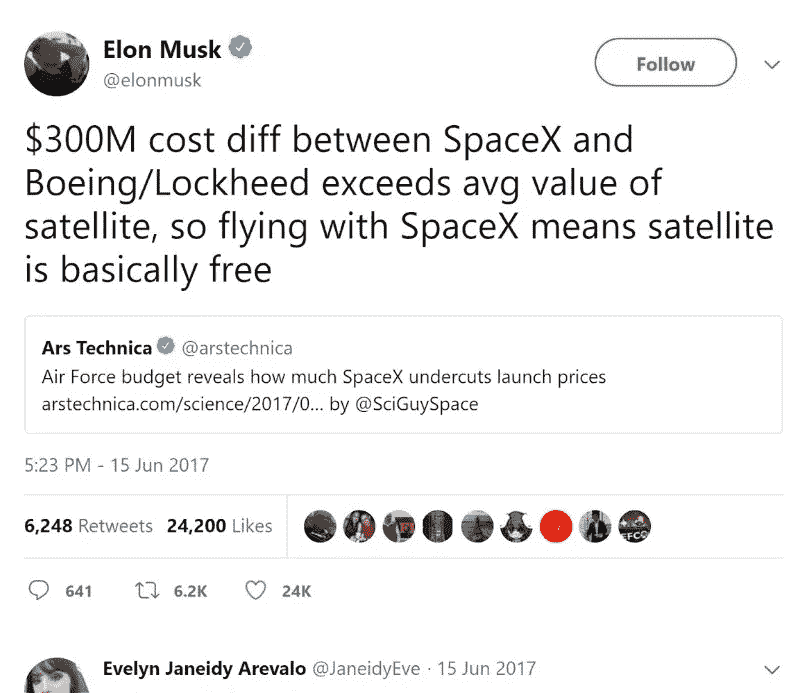 Elon Musk
@elonmusk
Follow
$300M cost diff between SpaceX and
Boeing/Lockheed exceeds avg value of
satellite, so flying with SpaceX means satellite
is basically free
Ars Technica @arstechnica
Air Force budget reveals how much SpaceX undercuts launch prices
arstechnica.com/science/2017/0... by @SciGuySpace
5:23 PM - 15 Jun 2017
6,248 Retweets 24,200 Likes
641 6.2K 24K
Evelyn Janeidy Arevalo @JaneidyEve · 15 Jun 2017